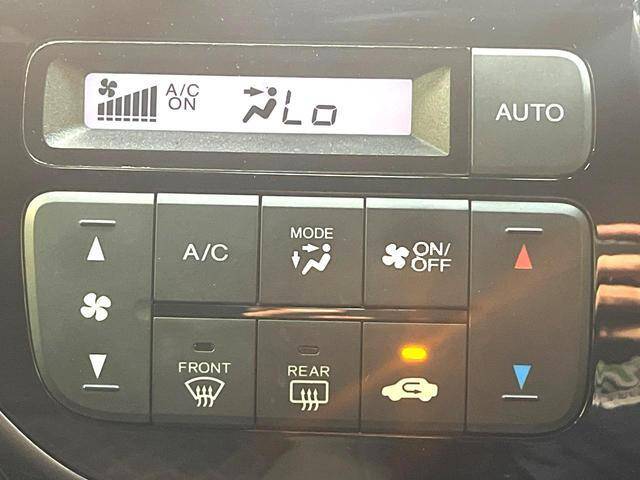 A/C
ON
Lo
AUTO
A/C
MODE
ON/
OFF
FRONT
REAR